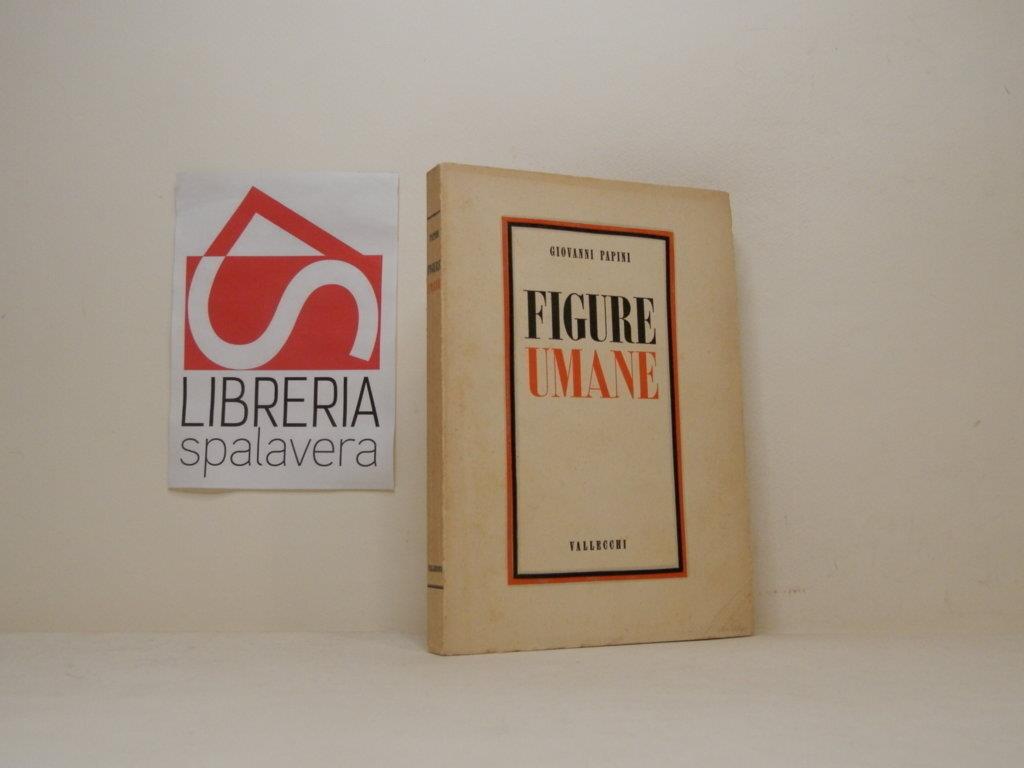 LIBRERIA
spalavera
GIOVANNI PAPINI
FIGURE
UMANE
VALLECCHI